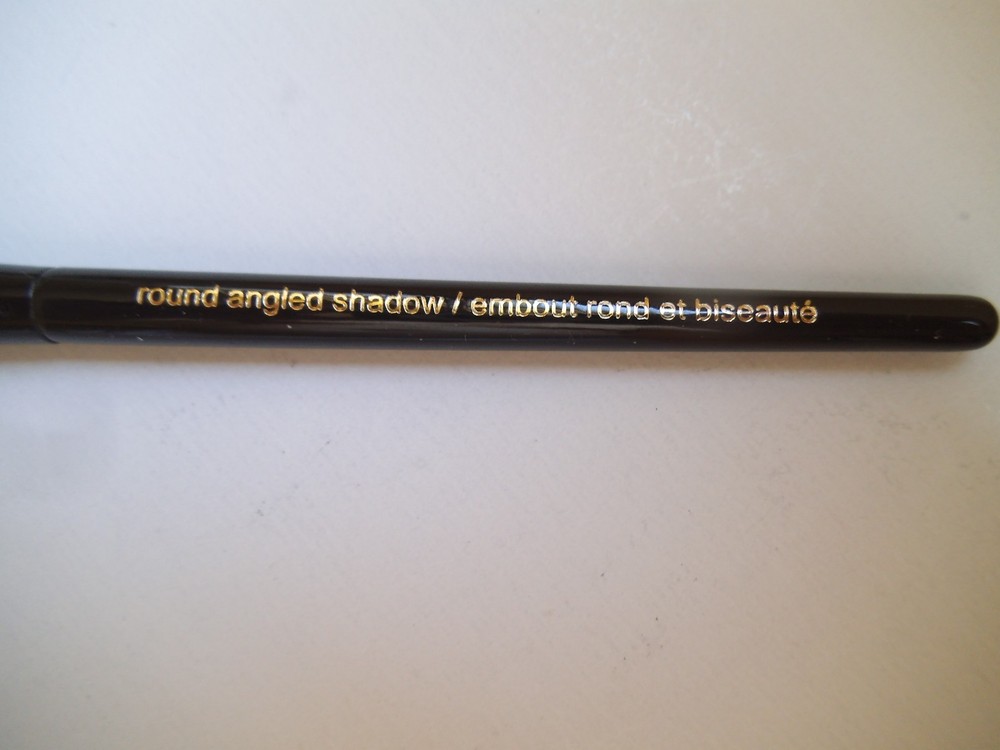 round angled shadow / embout rond et biseauté